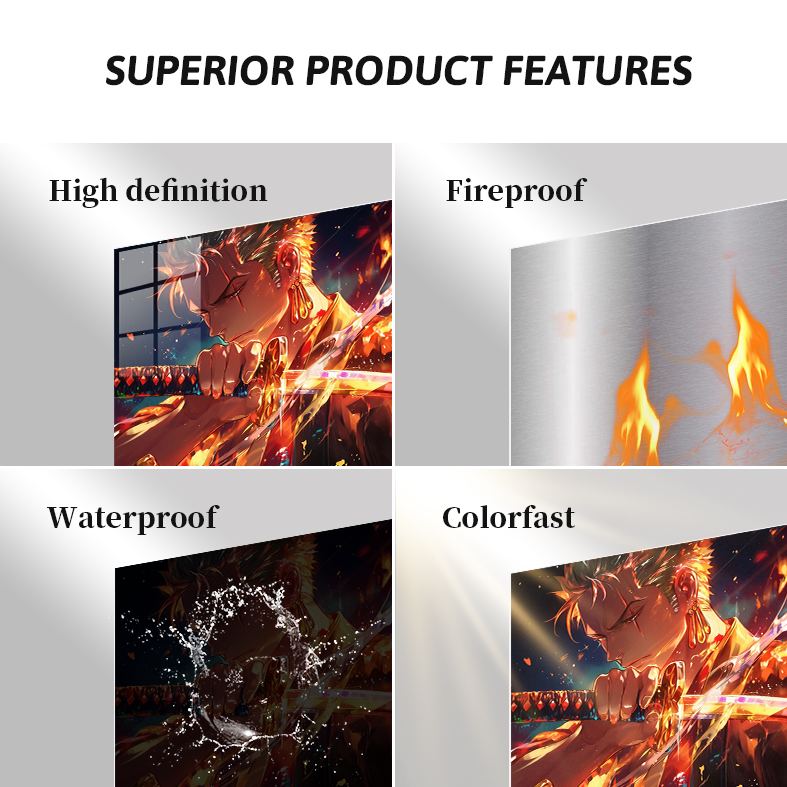 SUPERIOR PRODUCT FEATURES
High definition
Fireproof
Waterproof
Colorfast